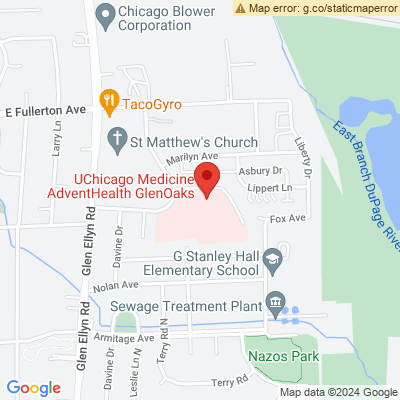 Map error: g.co/staticmaperror
Chicago Blower
Corporation
TacoGyro
E Fullerton Ave
Larry Ln
St Matthew's Church
Marilyn Ave
Liberty Dr
East Branch DuPage River
Asbury Dr
UChicago Medicine
AdventHealth GlenOaks
Lippert Ln
Fox Ave
Glen Ellyn Rd
Davine Dr
G Stanley Hall
Elementary School
Nolan Ave
Sewage Treatment Plant
Glen Ellyn Rd
Armitage Ave
Terry Rd N
Davine Dr
Leslie Ln N
Nazos Park
Terry Rd
Google
Map data ©2024 Google